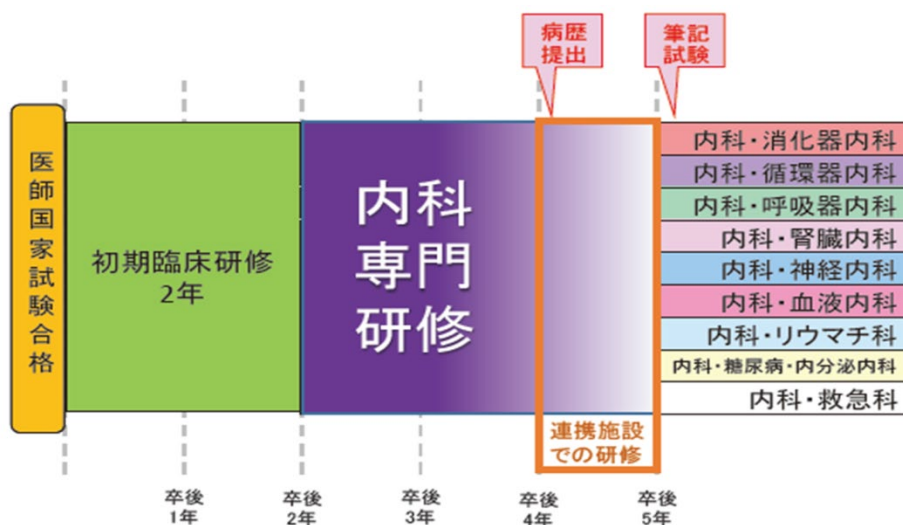 病歴
提出
筆記
試験
医師国家試験合格
初期臨床研修
2年
内科
専門
研修
内科・消化器内科
内科・循環器内科
内科・呼吸器内科
内科・腎臓内科
内科・神経内科
内科・血液内科
内科・リウマチ科
内科・糖尿病・内分泌内科
内科・救急科
連携施設
での研修
卒後
1年
卒後
2年
卒後
3年
卒後
4年
卒後
5年